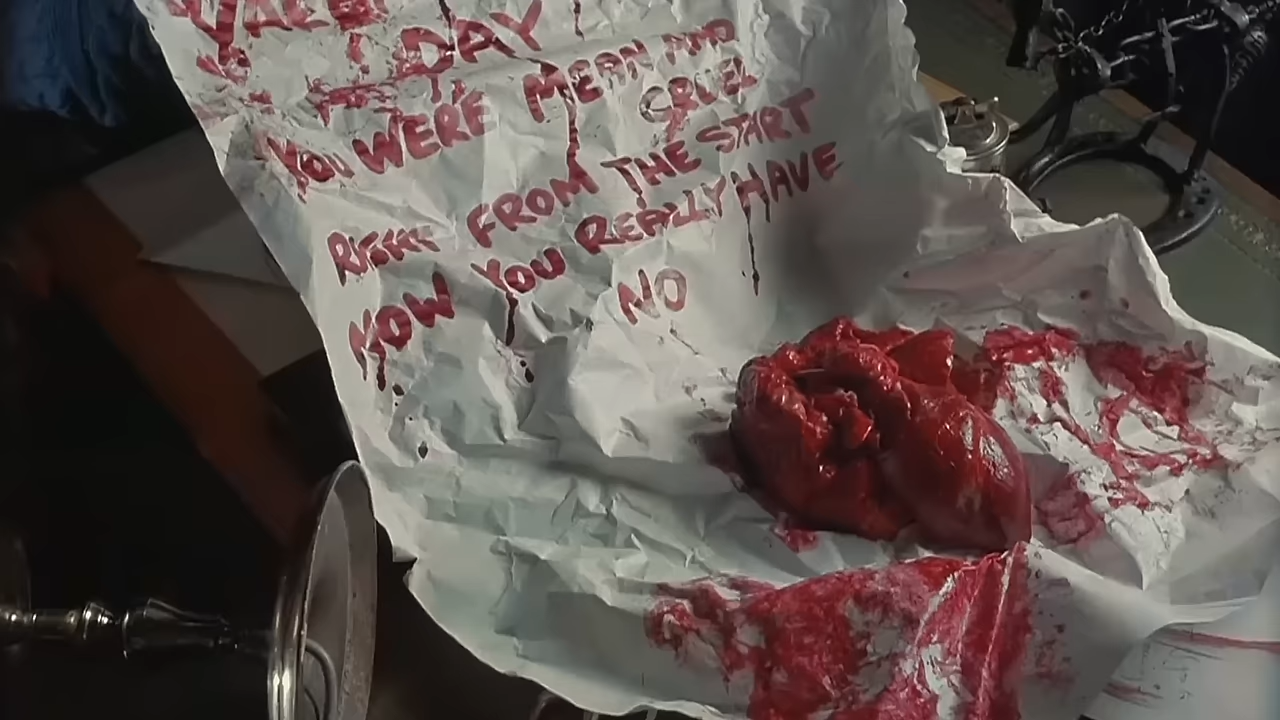 DAY
YOU WERE MEAN AND
CRUEL
RIGHT FROM THE START
NOW YOU REALLY HAVE
NO